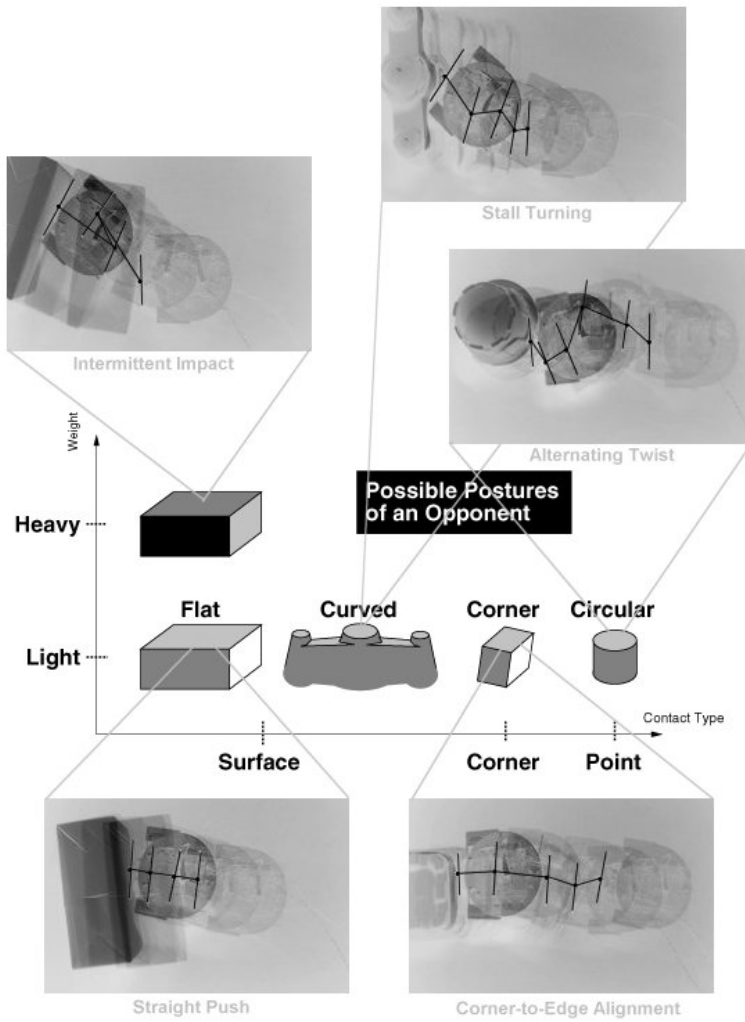 Stall Turning
Intermittent Impact
Alternating Twist
Weight
Possible Postures
of an Opponent
Heavy
Flat
Curved
Corner
Circular
Light
Contact Type
Surface
Corner
Point
Straight Push
Corner-to-Edge Alignment